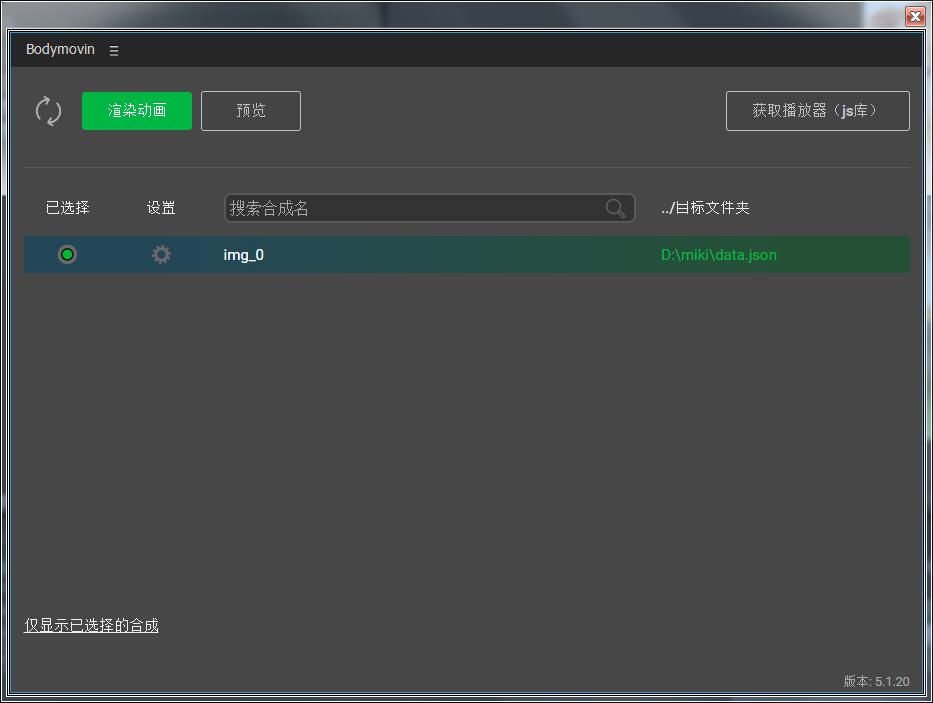 Bodymovin ☰
渲染动画 预览 获取播放器（js库）
已选择 设置 搜索合成名 ../目标文件夹
img_0 D:\miki\data.json
仅显示已选择的合成
版本: 5.1.20